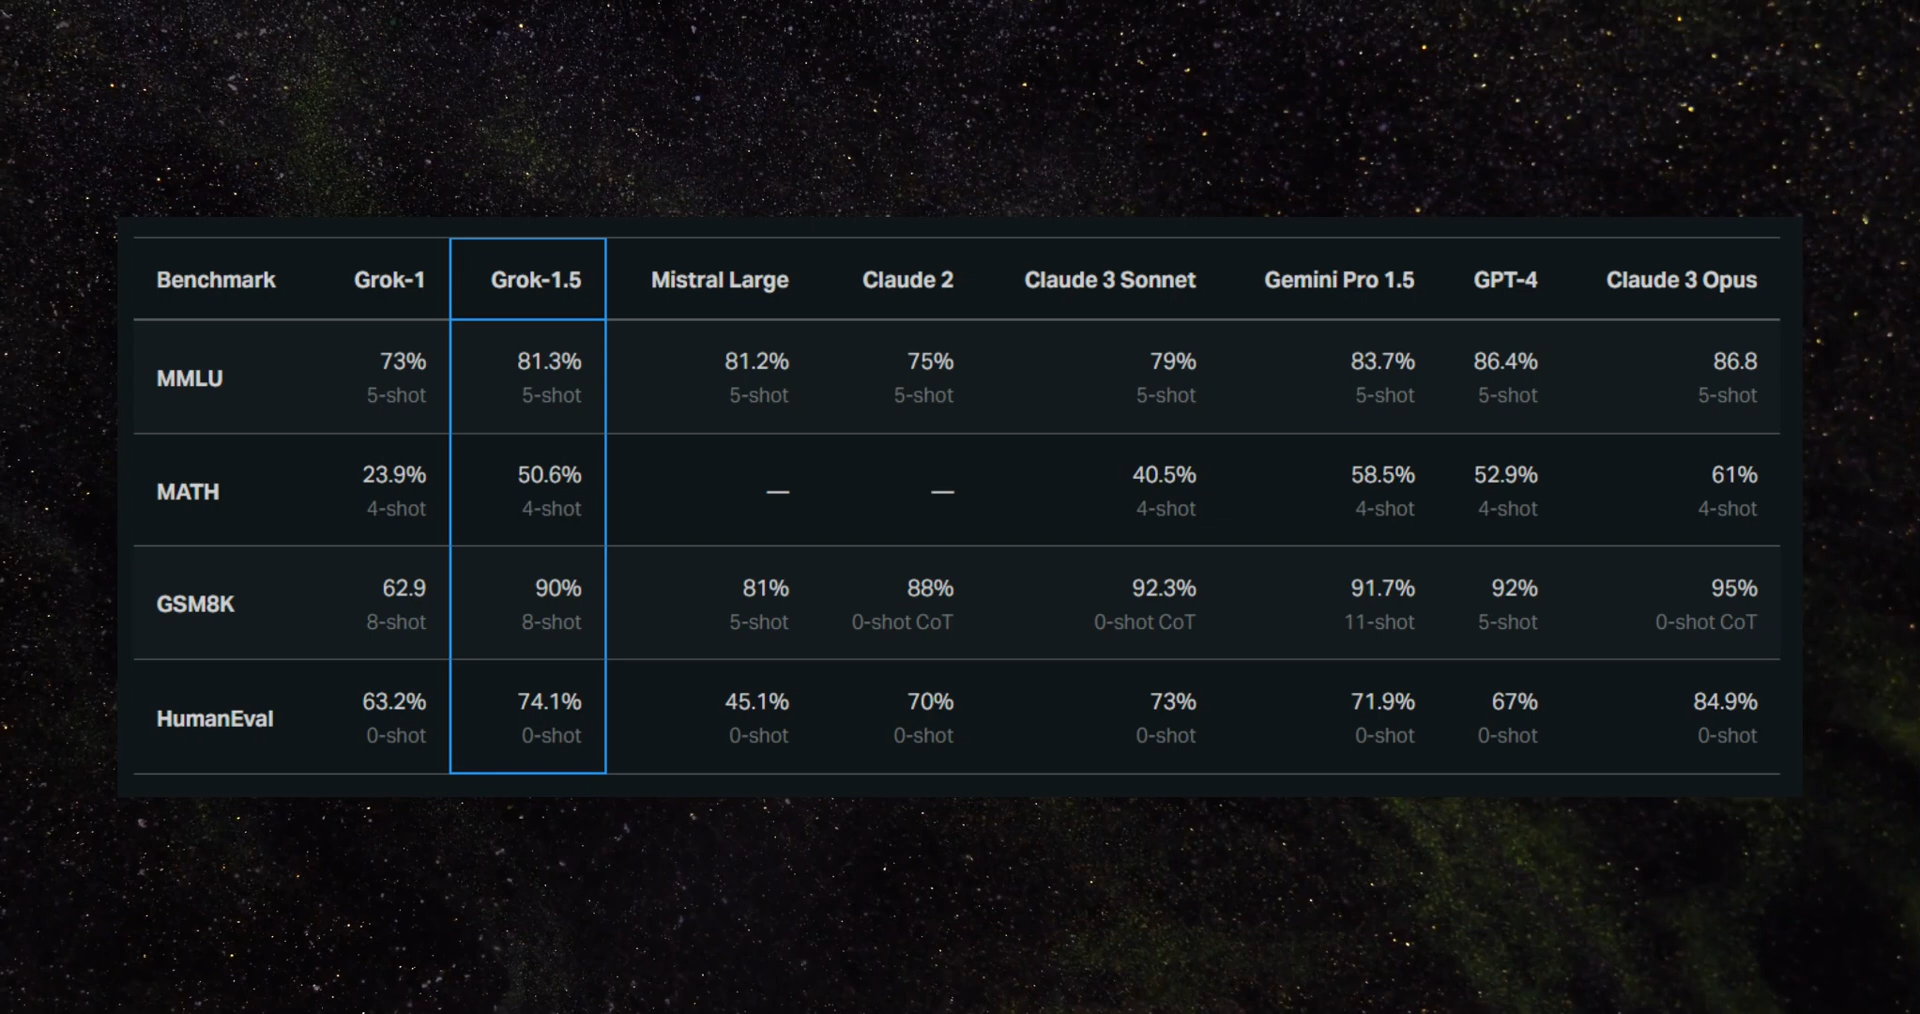 Benchmark Grok-1 Grok-1.5 Mistral Large Claude 2 Claude 3 Sonnet Gemini Pro 1.5 GPT-4 Claude 3 Opus
MMLU 73% 81.3% 81.2% 75% 79% 83.7% 86.4% 86.8
5-shot 5-shot 5-shot 5-shot 5-shot 5-shot 5-shot 5-shot
MATH 23.9% 50.6% — — 40.5% 58.5% 52.9% 61%
4-shot 4-shot 4-shot 4-shot 4-shot 4-shot
GSM8K 62.9 90% 81% 88% 92.3% 91.7% 92% 95%
8-shot 8-shot 5-shot 0-shot CoT 0-shot CoT 11-shot 5-shot 0-shot CoT
HumanEval 63.2% 74.1% 45.1% 70% 73% 71.9% 67% 84.9%
0-shot 0-shot 0-shot 0-shot 0-shot 0-shot 0-shot 0-shot